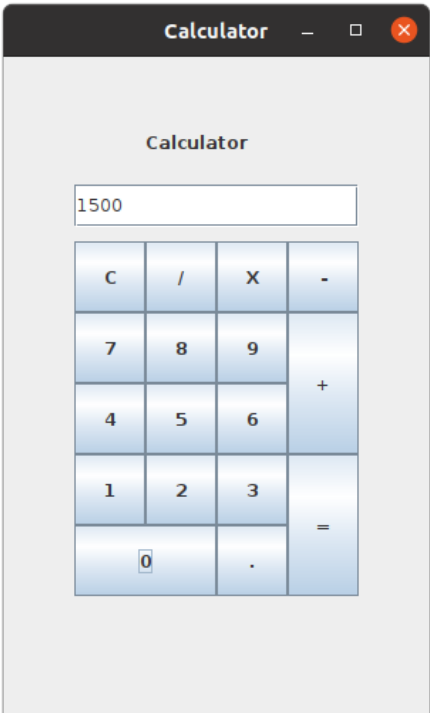 Calculator
Calculator
1500
C / X -
7 8 9
+
4 5 6
1 2 3
=
0 .